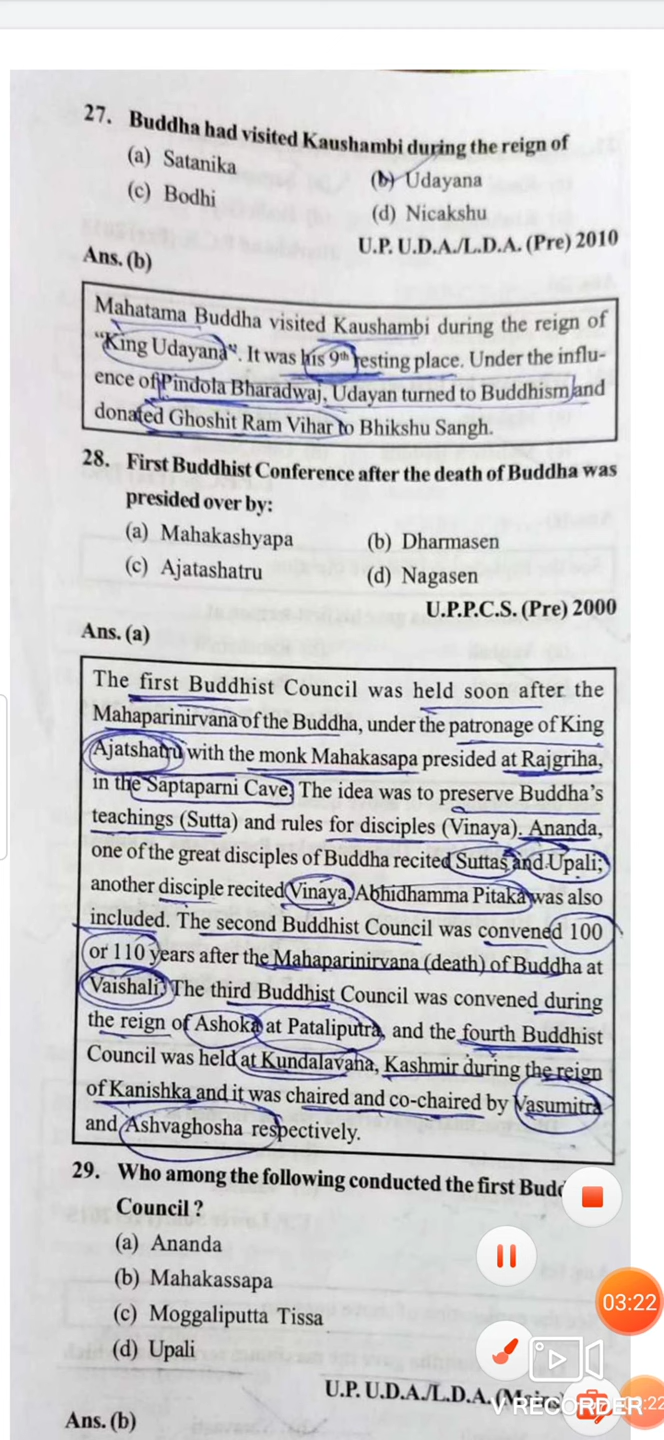 27. Buddha had visited Kaushambi during the reign of
(a) Satanika
(b) Udayana
(c) Bodhi
(d) Nicakshu
U.P. U.D.A./L.D.A. (Pre) 2010
Ans. (b)
Mahatama Buddha visited Kaushambi during the reign of
“King Udayana”. It was his 9th resting place. Under the influ-
ence of Pindola Bharadwaj, Udayan turned to Buddhism and
donated Ghoshit Ram Vihar to Bhikshu Sangh.
28. First Buddhist Conference after the death of Buddha was
presided over by:
(a) Mahakashyapa
(b) Dharmasen
(c) Ajatashatru
(d) Nagasen
U.P.P.C.S. (Pre) 2000
Ans. (a)
The first Buddhist Council was held soon after the
Mahaparinirvana of the Buddha, under the patronage of King
Ajatshatru with the monk Mahakasapa presided at Rajgriha,
in the Saptaparni Cave. The idea was to preserve Buddha’s
teachings (Sutta) and rules for disciples (Vinaya). Ananda,
one of the great disciples of Buddha recited Suttas and Upali;
another disciple recited Vinaya. Abhidhamma Pitaka was also
included. The second Buddhist Council was convened 100
or 110 years after the Mahaparinirvana (death) of Buddha at
Vaishali. The third Buddhist Council was convened during
the reign of Ashoka at Pataliputra, and the fourth Buddhist
Council was held at Kundalavana, Kashmir during the reign
of Kanishka and it was chaired and co-chaired by Vasumitra
and Ashvaghosha respectively.
29. Who among the following conducted the first
Council ?
(a) Ananda
(b) Mahakassapa
(c) Moggaliputta Tissa
(d) Upali
03:22
U.P. U.D.A./L.D.A. (Mains)
V RECORDER
Ans. (b)